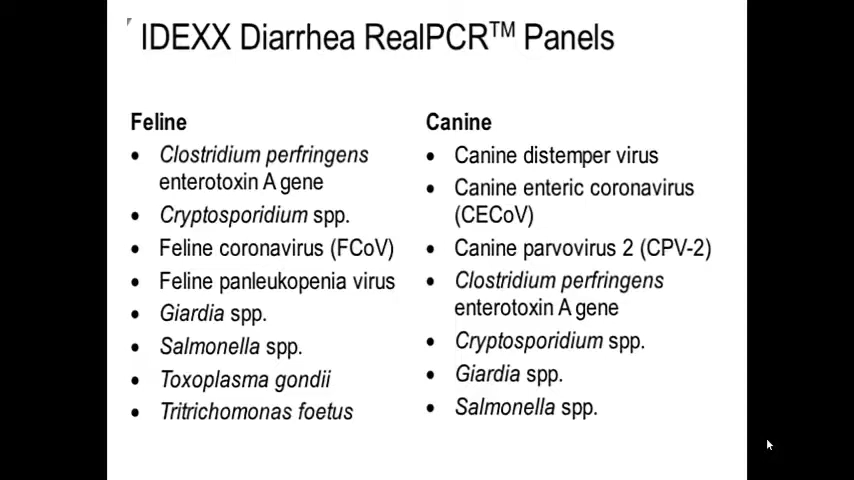 IDEXX Diarrhea RealPCR™ Panels
Feline
• Clostridium perfringens
enterotoxin A gene
• Cryptosporidium spp.
• Feline coronavirus (FCoV)
• Feline panleukopenia virus
• Giardia spp.
• Salmonella spp.
• Toxoplasma gondii
• Tritrichomonas foetus
Canine
• Canine distemper virus
• Canine enteric coronavirus
(CECoV)
• Canine parvovirus 2 (CPV-2)
• Clostridium perfringens
enterotoxin A gene
• Cryptosporidium spp.
• Giardia spp.
• Salmonella spp.